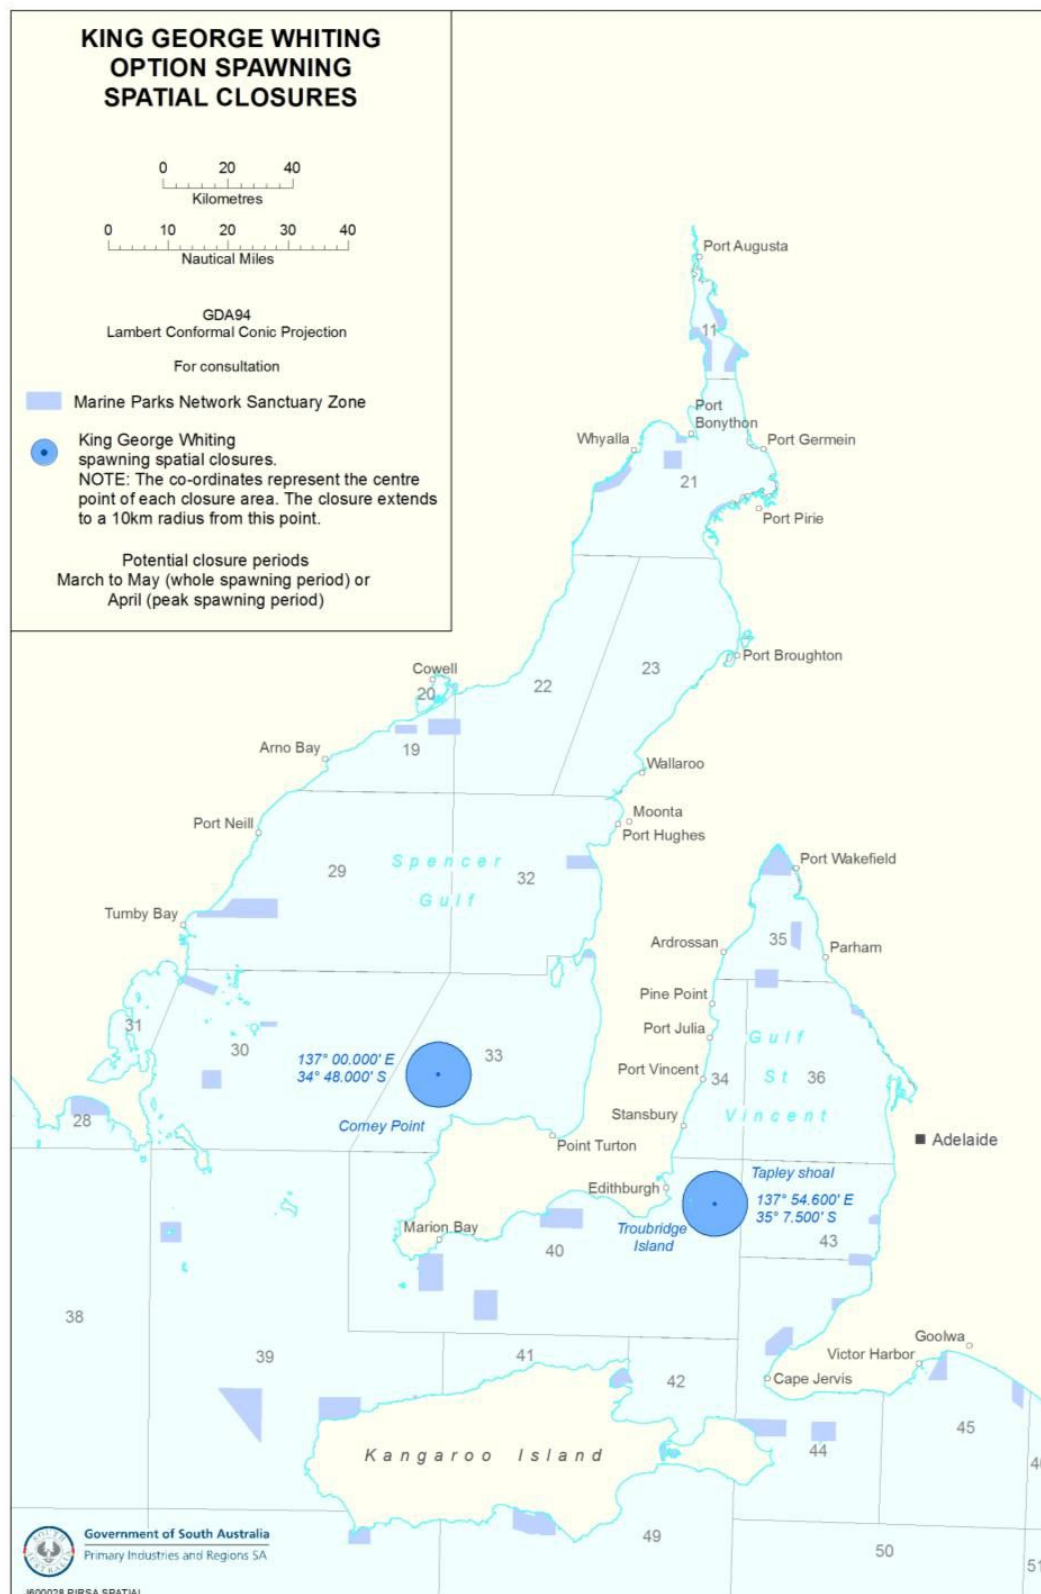 KING GEORGE WHITING
OPTION SPAWNING
SPATIAL CLOSURES
0 20 40
Kilometres
0 10 20 30 40
Nautical Miles
GDA94
Lambert Conformal Conic Projection
For consultation
Marine Parks Network Sanctuary Zone
King George Whiting
spawning spatial closures.
NOTE: The co-ordinates represent the centre
point of each closure area. The closure extends
to a 10km radius from this point.
Potential closure periods
March to May (whole spawning period) or
April (peak spawning period)
Port Augusta
11
Port
Bonython
Whyalla
Port Germein
21
Port Pirie
Port Broughton
Cowell
20
22
23
19
Arno Bay
Wallaroo
Port Neill
Moonta
Port Hughes
Spencer
Gulf
29
32
Port Wakefield
Tumby Bay
Ardrossan
35
Parham
Pine Point
31
30
33
137° 00.000' E
34° 48.000' S
Port Julia
Gulf
St
Vincent
Port Vincent
34
36
28
Corney Point
Stansbury
Point Turton
Adelaide
Tapley shoal
Edithburgh
137° 54.600' E
35° 7.500' S
Marion Bay
Troubridge
Island
40
43
38
39
41
42
Goolwa
Victor Harbor
Cape Jervis
44
45
Kangaroo Island
49
50
51
Government of South Australia
Primary Industries and Regions SA
J600028 PIRSA SPATIAL